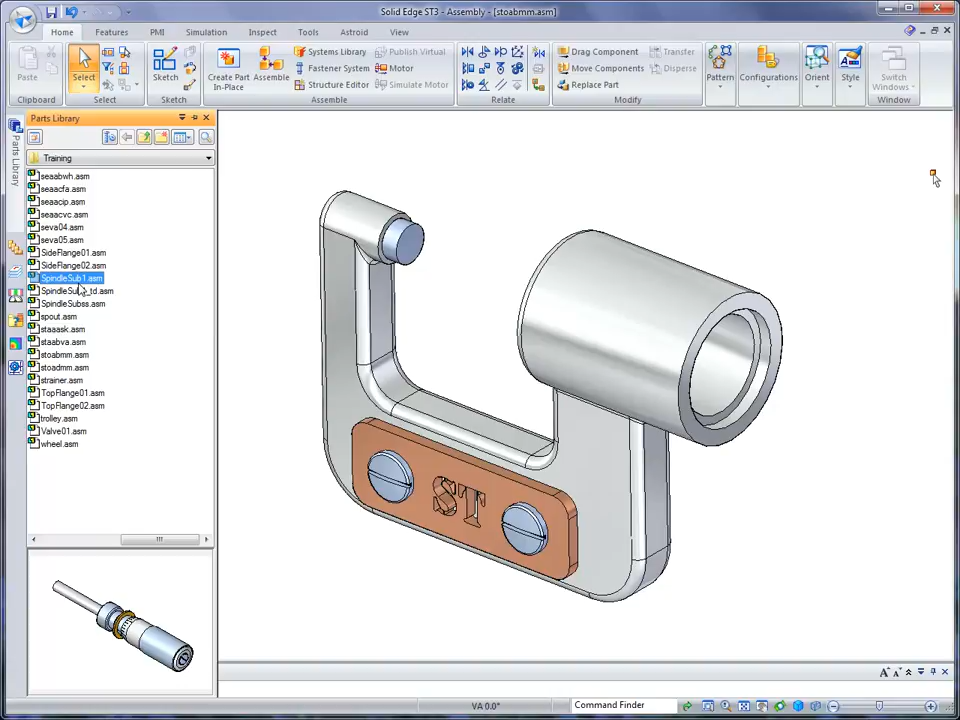 Solid Edge ST3 - Assembly - [stoabmm.asm]
Home Features PMI Simulation Inspect Tools Astroid View
Paste
Clipboard
Select
Select
Sketch
Sketch
Create Part In-Place
Assemble
Systems Library
Fastener System
Structure Editor
Publish Virtual
Motor
Simulate Motor
Assemble
Relate
Drag Component
Move Components
Replace Part
Transfer
Disperse
Modify
Pattern
Configurations
Orient
Style
Switch Windows
Window
Parts Library
Parts Library
Training
seaabwh.asm
seaacfa.asm
seaacip.asm
seaacvc.asm
seva04.asm
seva05.asm
SideFlange01.asm
SideFlange02.asm
SpindleSub1.asm
SpindleSub _td.asm
SpindleSubss.asm
spout.asm
staaask.asm
staabva.asm
stoabmm.asm
stoadmm.asm
strainer.asm
TopFlange01.asm
TopFlange02.asm
trolley.asm
Valve01.asm
wheel.asm
ST
VA 0.0°
Command Finder